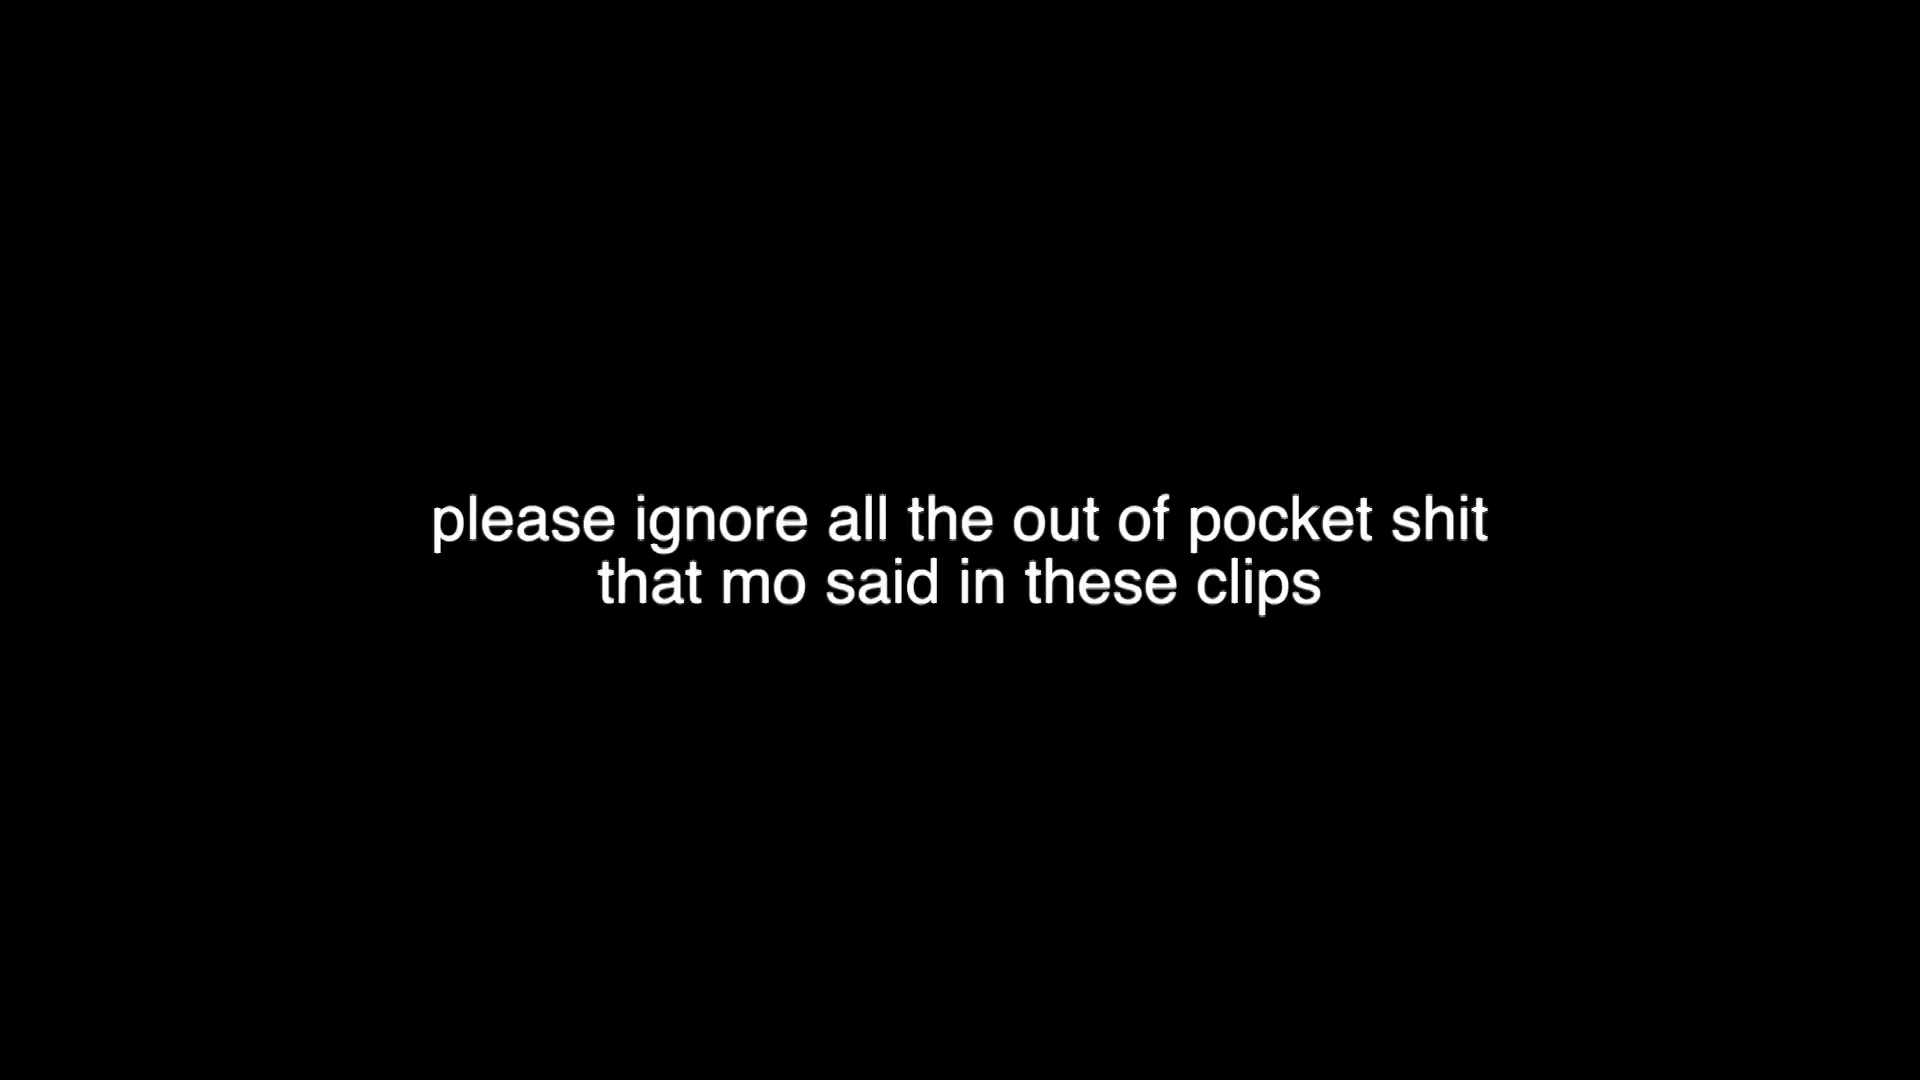 please ignore all the out of pocket shit
that mo said in these clips